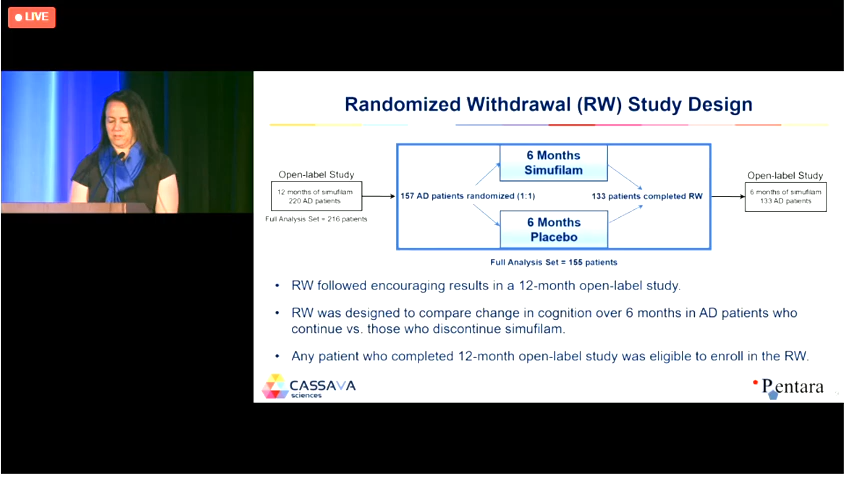 LIVE
Randomized Withdrawal (RW) Study Design
Open-label Study
12 months of simufilam
220 AD patients
Full Analysis Set = 216 patients
157 AD patients randomized (1:1)
6 Months
Simufilam
6 Months
Placebo
133 patients completed RW
Open-label Study
6 months of simufilam
133 AD patients
Full Analysis Set = 155 patients
• RW followed encouraging results in a 12-month open-label study.
• RW was designed to compare change in cognition over 6 months in AD patients who
continue vs. those who discontinue simufilam.
• Any patient who completed 12-month open-label study was eligible to enroll in the RW.
CASSAVA
sciences
Pentara